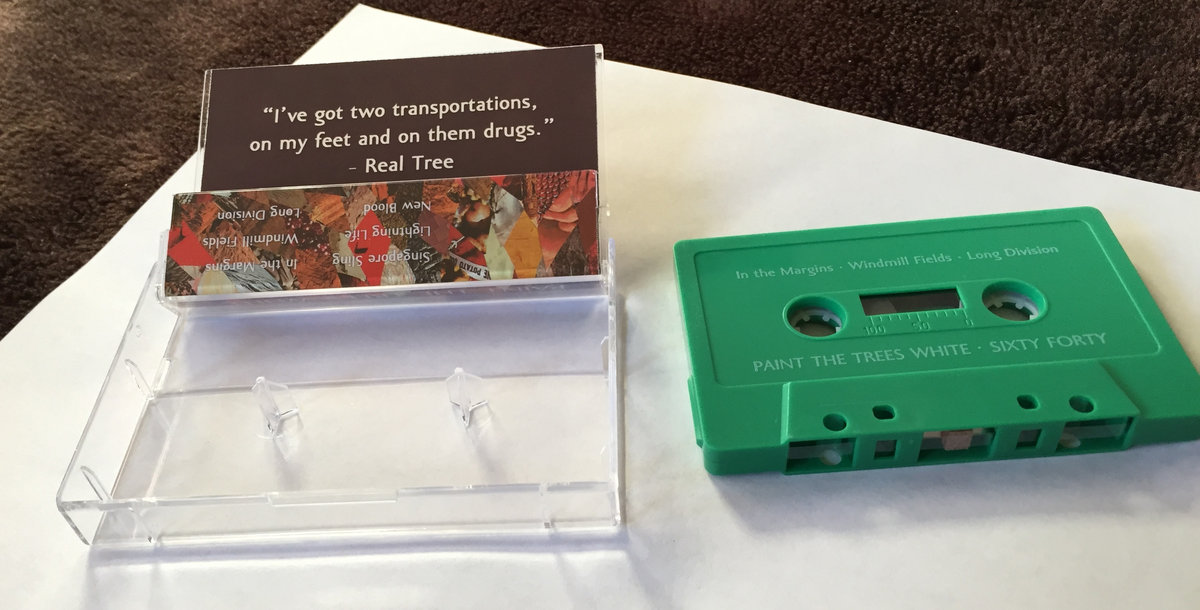 “I’ve got two transportations,
on my feet and on them drugs.”
– Real Tree
In the Margins
Windmill Fields
Long Division
Singapore Sling
Lightning Life
New Blood
POTATO
In the Margins · Windmill Fields · Long Division
100 50 0
PAINT THE TREES WHITE · SIXTY FORTY